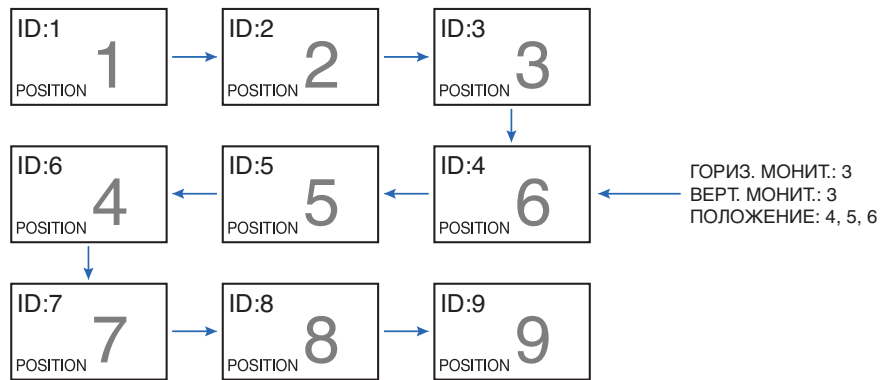 ID:1
1
POSITION
ID:2
2
POSITION
ID:3
3
POSITION
ID:6
4
POSITION
ID:5
5
POSITION
ID:4
6
POSITION
ГОРИЗ. МОНИТ.: 3
ВЕРТ. МОНИТ.: 3
ПОЛОЖЕНИЕ: 4, 5, 6
ID:7
7
POSITION
ID:8
8
POSITION
ID:9
9
POSITION